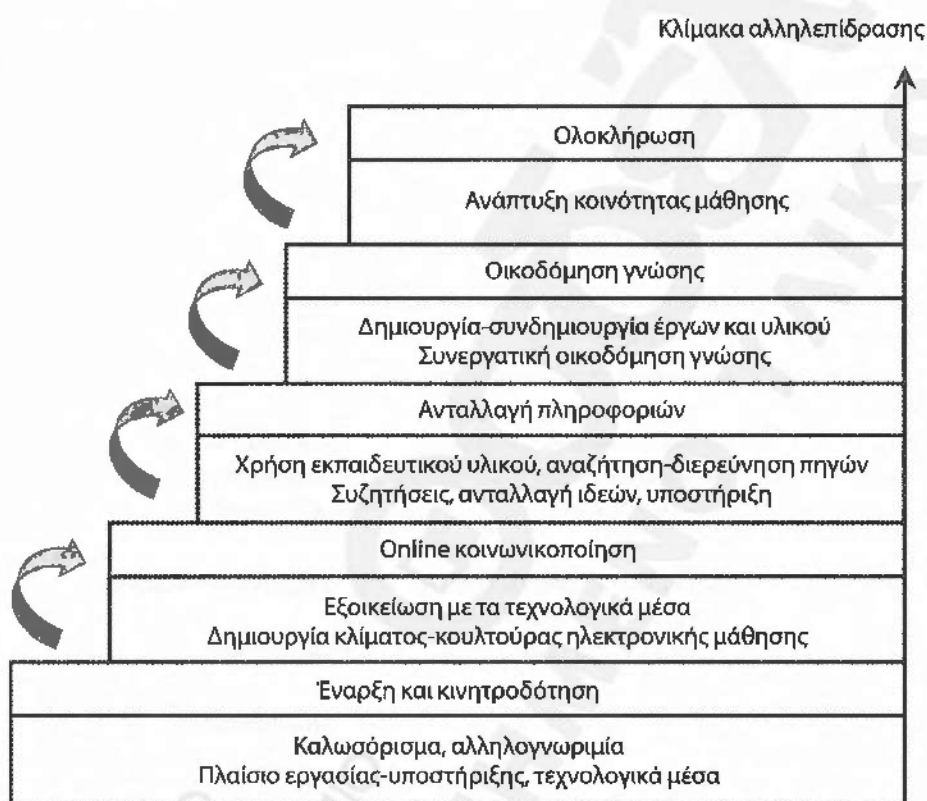 Κλίμακα αλληλεπίδρασης
Ολοκλήρωση
Ανάπτυξη κοινότητας μάθησης
Οικοδόμηση γνώσης
Δημιουργία-συνδημιουργία έργων και υλικού
Συνεργατική οικοδόμηση γνώσης
Ανταλλαγή πληροφοριών
Χρήση εκπαιδευτικού υλικού, αναζήτηση-διερεύνηση πηγών
Συζητήσεις, ανταλλαγή ιδεών, υποστήριξη
Online κοινωνικοποίηση
Εξοικείωση με τα τεχνολογικά μέσα
Δημιουργία κλίματος-κουλτούρας ηλεκτρονικής μάθησης
Έναρξη και κινητροδότηση
Καλωσόρισμα, αλληλογνωριμία
Πλαίσιο εργασίας-υποστήριξης, τεχνολογικά μέσα